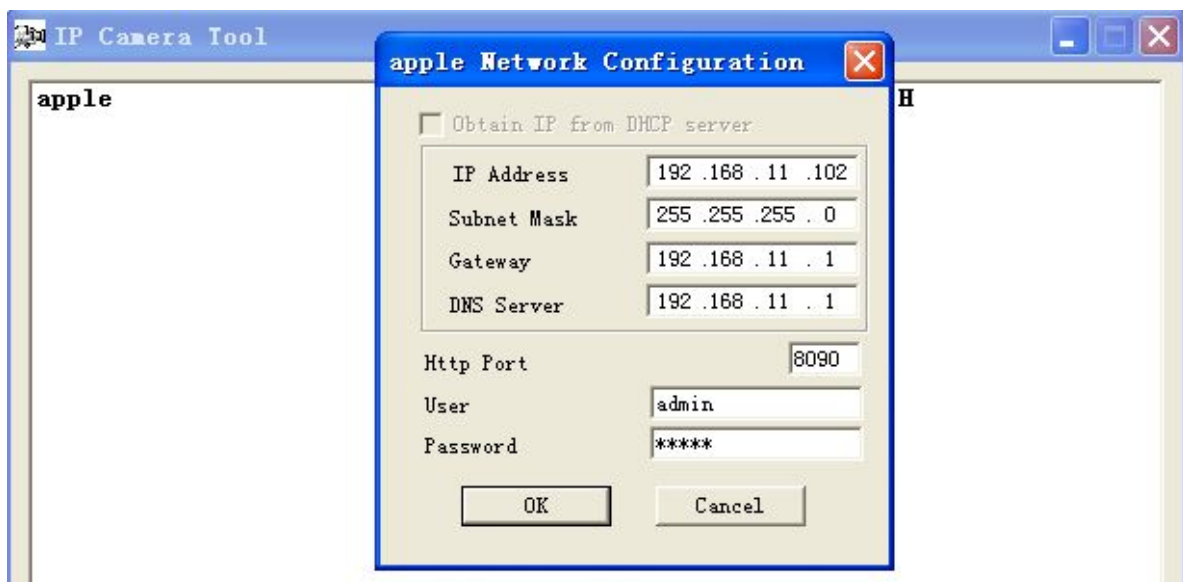 IP Camera Tool
apple Network Configuration
apple
H
Obtain IP from DHCP server
IP Address 192 .168 . 11 .102
Subnet Mask 255 .255 .255 . 0
Gateway 192 .168 . 11 . 1
DNS Server 192 .168 . 11 . 1
Http Port 8090
User admin
Password *****
OK Cancel